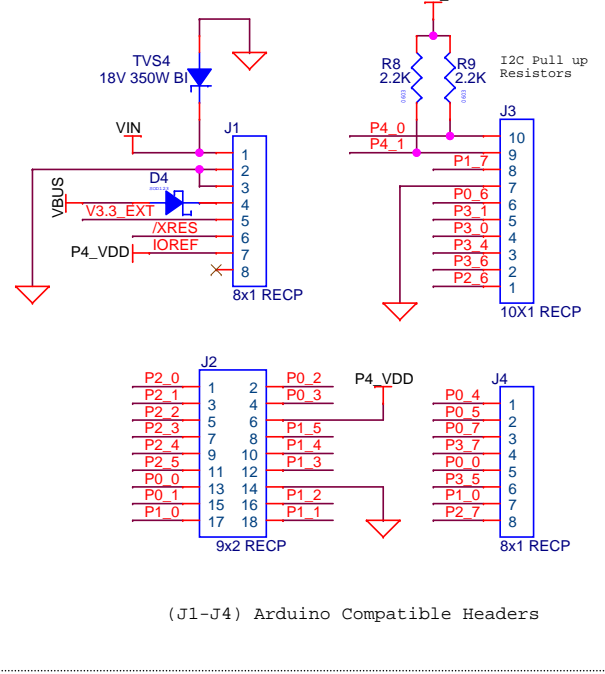 TVS4
18V 350W BI
R8
2.2K
0603
R9
2.2K
0603
I2C Pull up
Resistors
VIN
J1
1
2
3
4
5
6
7
8
D4
SOD123
VBUS
V3.3_EXT
/XRES
IOREF
P4_VDD
8x1 RECP
J3
P4_0 10
P4_1 9
P1_7 8
7
P0_6 6
P3_1 5
P3_0 4
P3_4 3
P3_6 2
P2_6 1
10X1 RECP
J2
P2_0 1 2 P0_2
P2_1 3 4 P0_3
P2_2 5 6
P2_3 7 8 P1_5
P2_4 9 10 P1_4
P2_5 11 12 P1_3
P0_0 13 14
P0_1 15 16 P1_2
P1_0 17 18 P1_1
9x2 RECP
P4_VDD
J4
P0_4 1
P0_5 2
P0_7 3
P3_7 4
P0_0 5
P3_5 6
P1_0 7
P2_7 8
8x1 RECP
(J1-J4) Arduino Compatible Headers